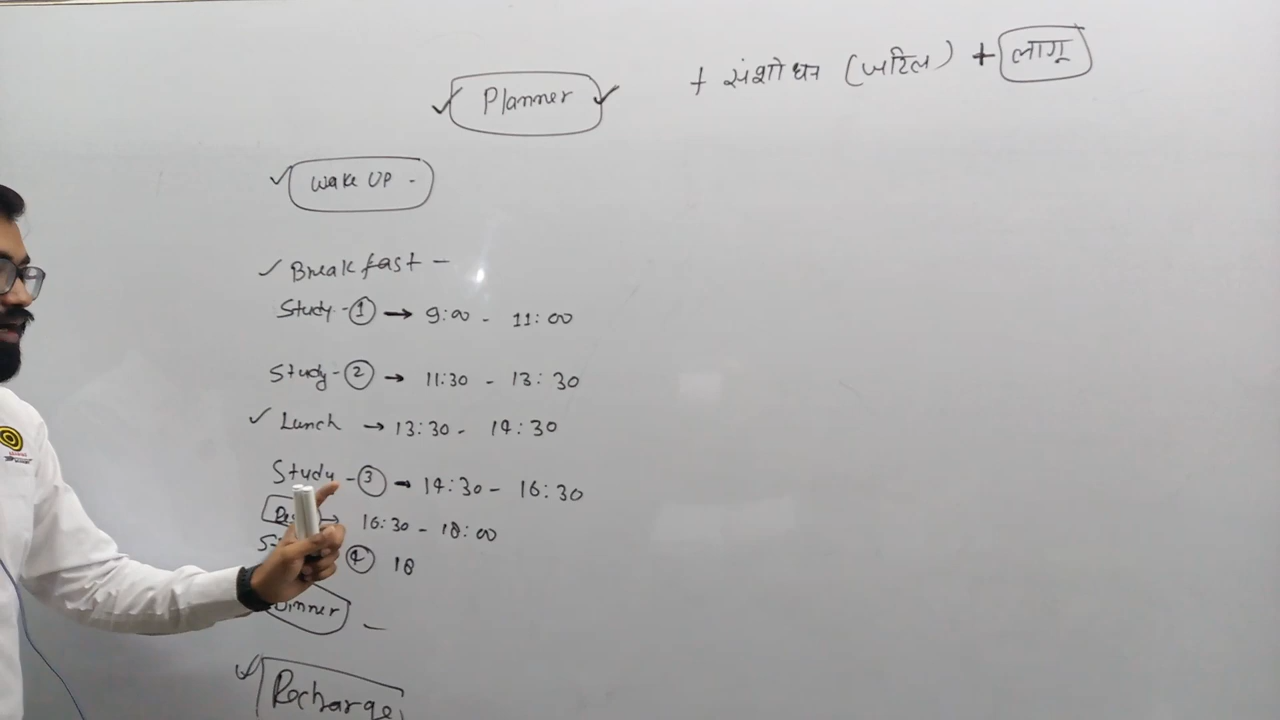 + संशोधन (जटिल) + लागू
✓ Planner ✓
✓ Wake UP -
✓ Breakfast -
Study - ① → 9:00 - 11:00
Study - ② → 11:30 - 13:30
✓ Lunch → 13:30 - 14:30
Study - ③ → 14:30 - 16:30
→ 16:30 - 18:00
④ 18
Dinner -
✓ Recharge